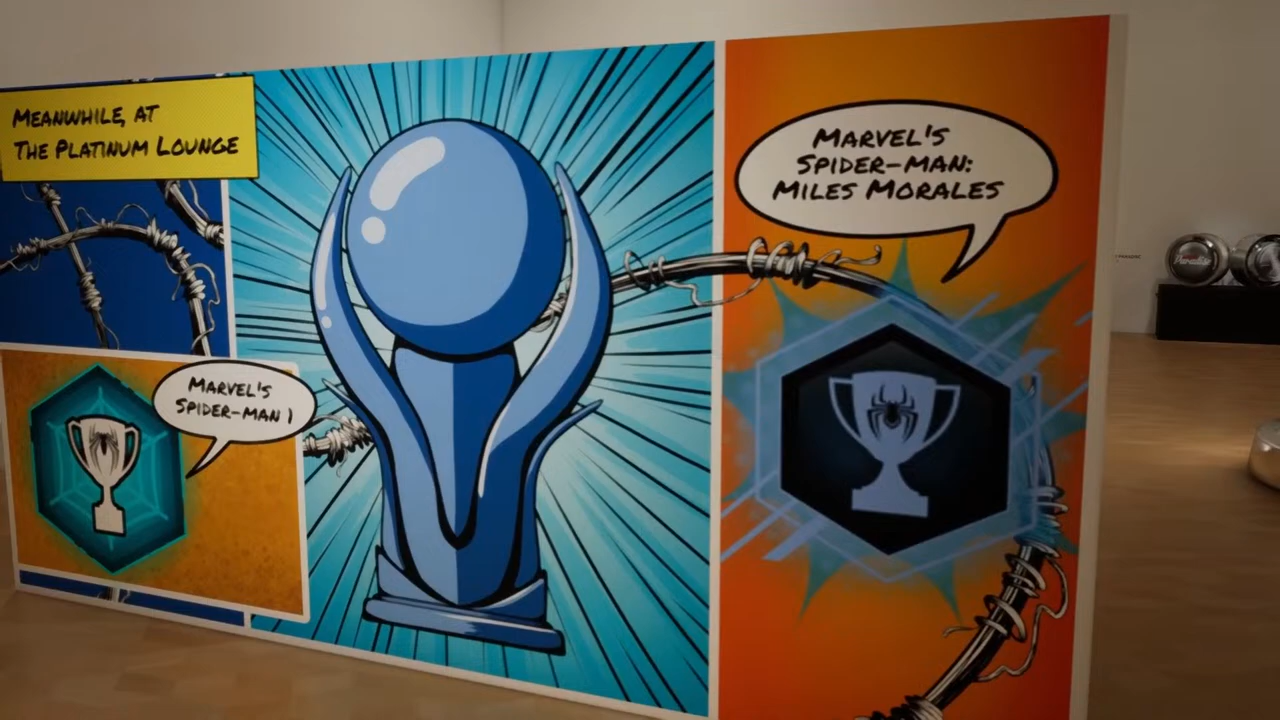 MEANWHILE, AT
THE PLATINUM LOUNGE
MARVEL'S
SPIDER-MAN 1
MARVEL'S
SPIDER-MAN:
MILES MORALES